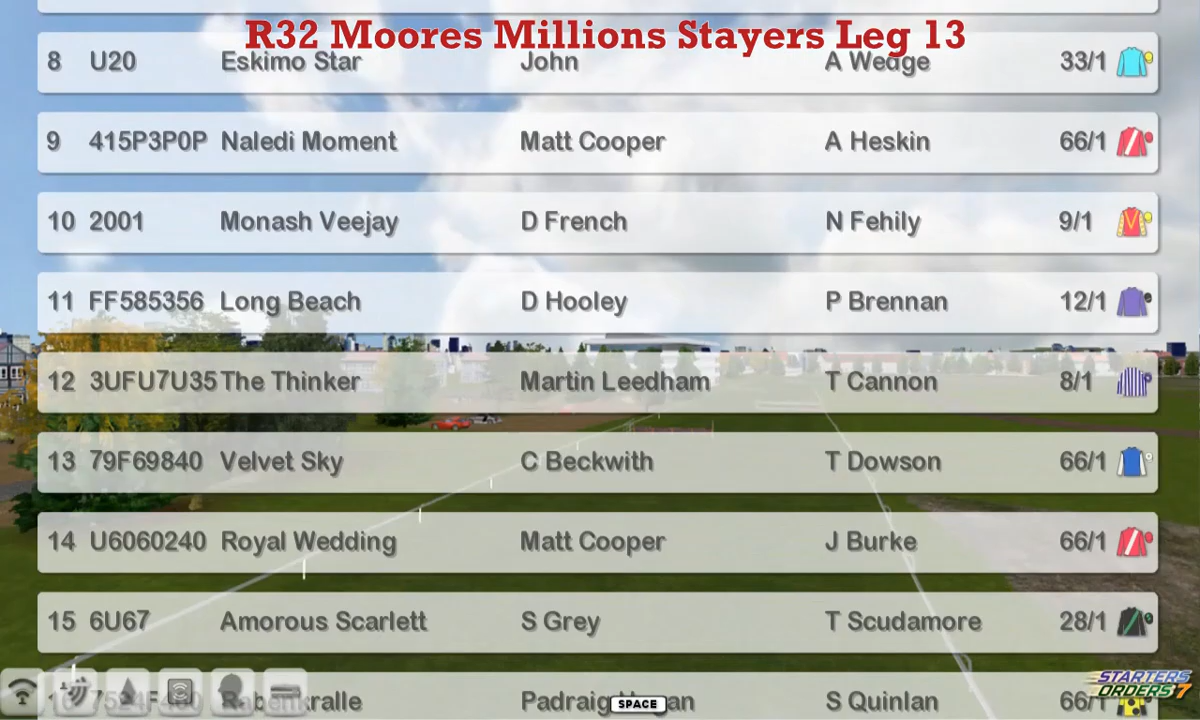 R32 Moores Millions Stayers Leg 13
8 U20 Eskimo Star John A Wedge 33/1
9 415P3P0P Naledi Moment Matt Cooper A Heskin 66/1
10 2001 Monash Veejay D French N Fehily 9/1
11 FF585356 Long Beach D Hooley P Brennan 12/1
12 3UFU7U35 The Thinker Martin Leedham T Cannon 8/1
13 79F69840 Velvet Sky C Beckwith T Dowson 66/1
14 U6060240 Royal Wedding Matt Cooper J Burke 66/1
15 6U67 Amorous Scarlett S Grey T Scudamore 28/1
Padraig S Quinlan 66/1
SPACE
STARTERS
ORDERS 7